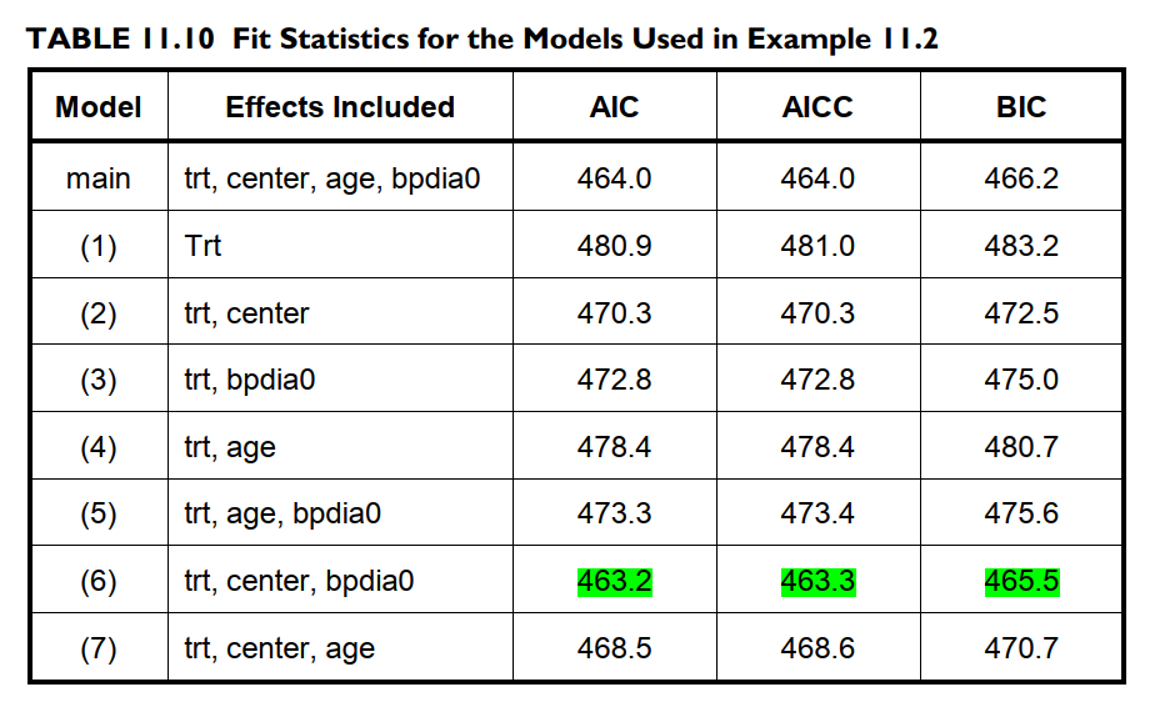 TABLE 11.10 Fit Statistics for the Models Used in Example 11.2
Model Effects Included AIC AICC BIC
main trt, center, age, bpdia0 464.0 464.0 466.2
(1) Trt 480.9 481.0 483.2
(2) trt, center 470.3 470.3 472.5
(3) trt, bpdia0 472.8 472.8 475.0
(4) trt, age 478.4 478.4 480.7
(5) trt, age, bpdia0 473.3 473.4 475.6
(6) trt, center, bpdia0 463.2 463.3 465.5
(7) trt, center, age 468.5 468.6 470.7